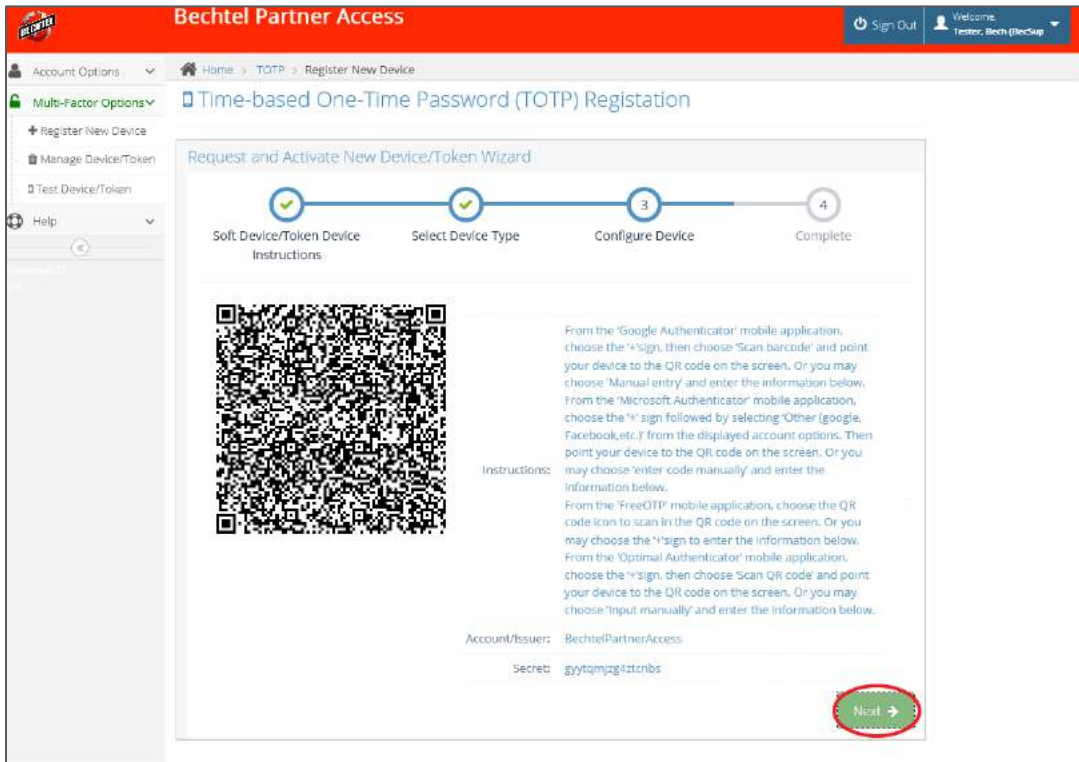 BECHTEL
Bechtel Partner Access
Sign Out
Welcome,
Tester, Bech (BecSup
Account Options
Multi-Factor Options
Register New Device
Manage Device/Token
Test Device/Token
Help
Home > TOTP > Register New Device
Time-based One-Time Password (TOTP) Registation
Request and Activate New Device/Token Wizard
3
4
Soft Device/Token Device
Instructions
Select Device Type
Configure Device
Complete
Instructions:
From the 'Google Authenticator' mobile application,
choose the '+'sign, then choose 'Scan barcode' and point
your device to the QR code on the screen. Or you may
choose 'Manual entry' and enter the information below.
From the 'Microsoft Authenticator' mobile application,
choose the '+' sign followed by selecting 'Other (google,
Facebook,etc.)' from the displayed account options. Then
point your device to the QR code on the screen. Or you
may choose 'enter code manually' and enter the
information below.
From the 'FreeOTP' mobile application, choose the QR
code icon to scan in the QR code on the screen. Or you
may choose the '+'sign to enter the information below.
From the 'Optimal Authenticator' mobile application,
choose the '+'sign, then choose 'Scan QR code' and point
your device to the QR code on the screen. Or you may
choose 'Input manually' and enter the information below.
Account/Issuer: BechtelPartnerAccess
Secret: gyytqmjzg4ztcnbs
Next